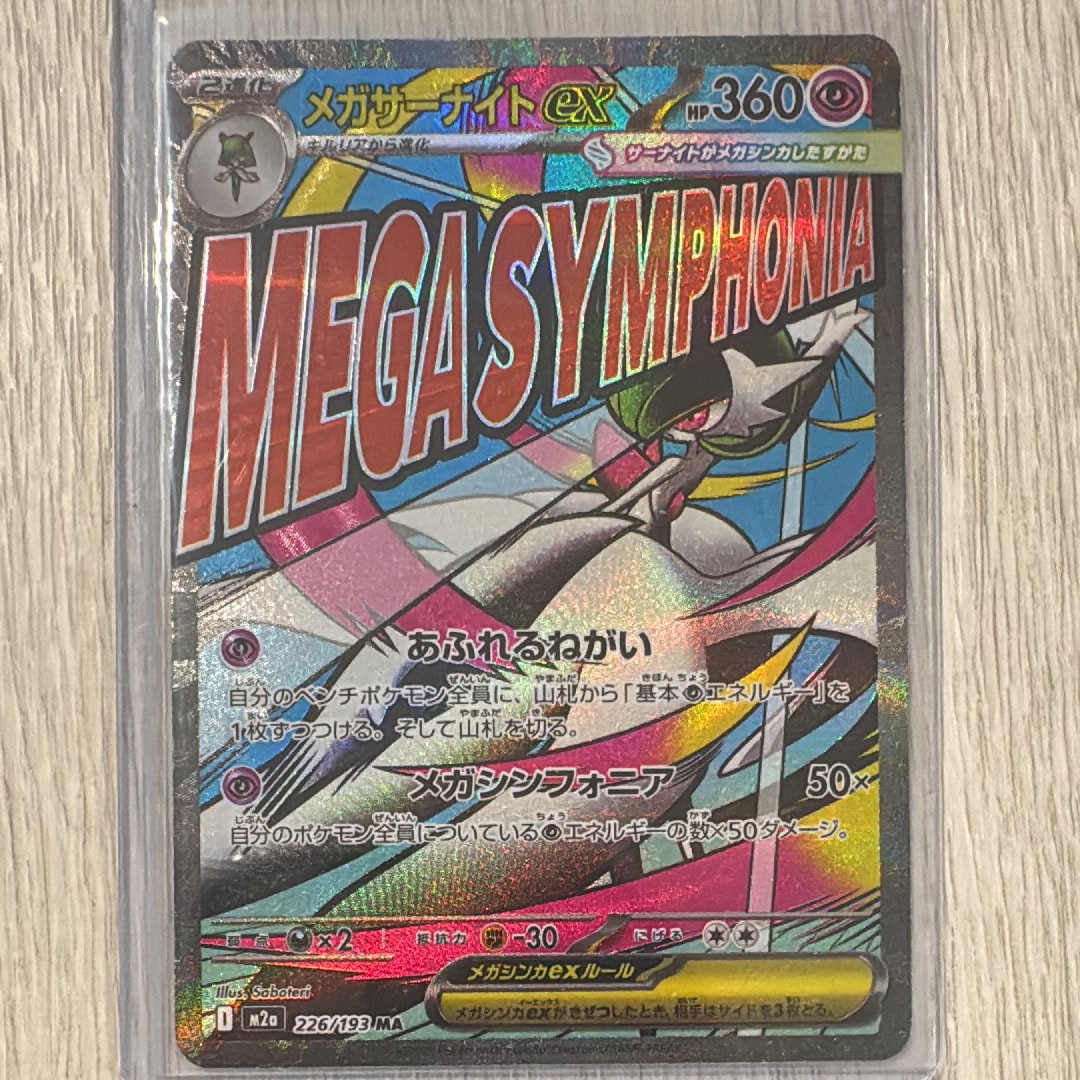 2進化
メガサーナイトex
HP360
キルリアから進化
サーナイトがメガシンカしたすがた
MEGA SYMPHONIA
あふれるねがい
自分のベンチポケモン全員に、山札から「基本エネルギー」を
1枚ずつつける。そして山札を切る。
メガシンフォニア 50×
自分のポケモン全員についているエネルギーの数×50ダメージ。
弱点 ×2 抵抗力 -30 にげる
メガシンカexルール
メガシンカexがきぜつしたとき、相手はサイドを3枚とる。
Illus. Saboteri
I m2a 226/193 MA